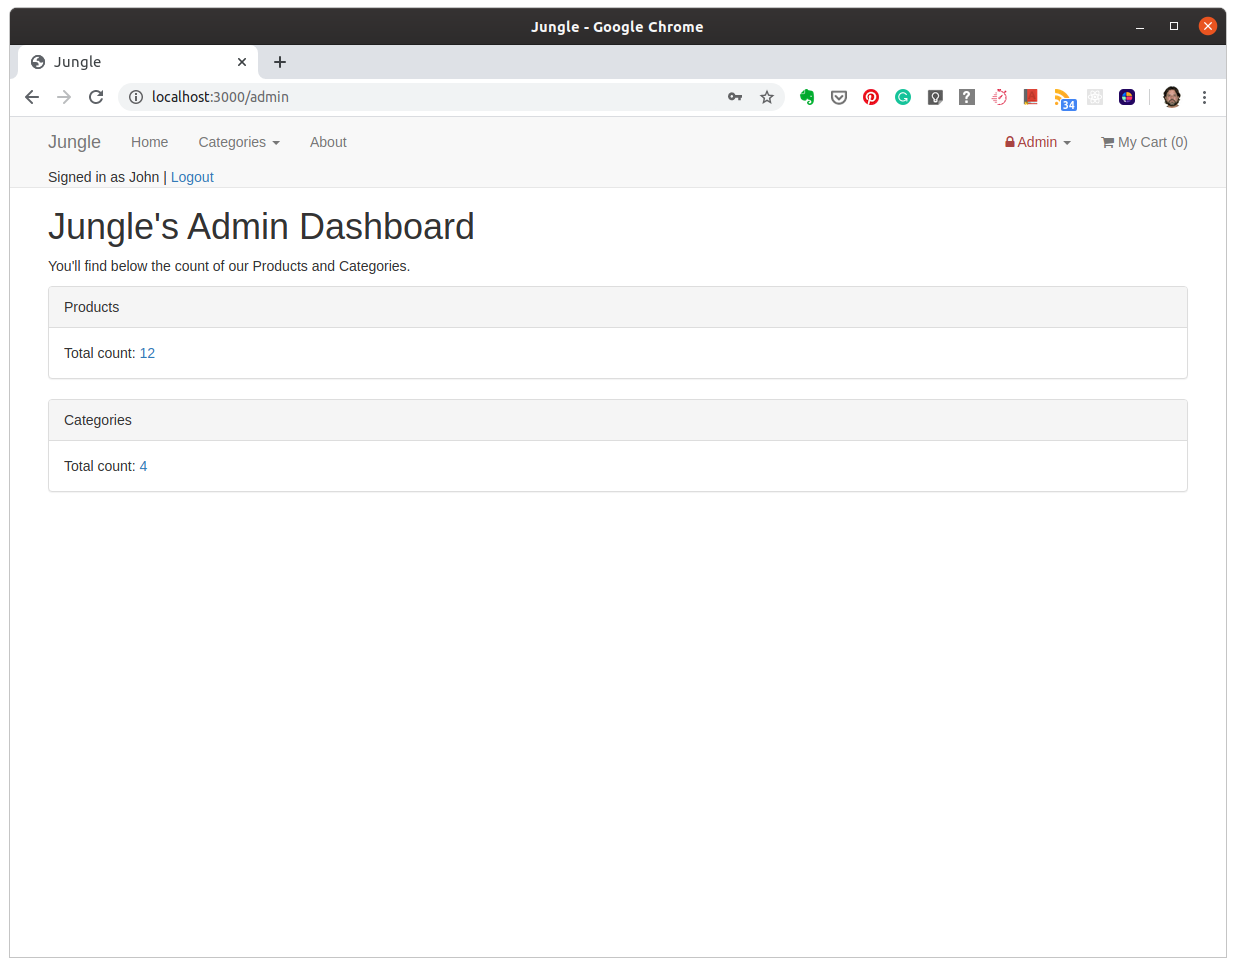 Jungle - Google Chrome
Jungle
localhost:3000/admin
34
Jungle Home Categories About Admin My Cart (0)
Signed in as John | Logout
Jungle's Admin Dashboard
You'll find below the count of our Products and Categories.
Products
Total count: 12
Categories
Total count: 4